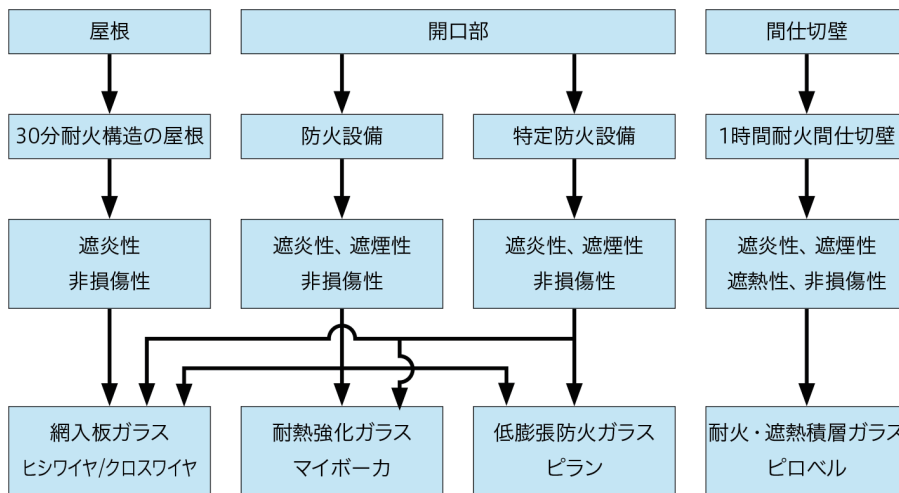 屋根
開口部
間仕切壁
30分耐火構造の屋根
防火設備
特定防火設備
1時間耐火間仕切壁
遮炎性
非損傷性
遮炎性、遮煙性
非損傷性
遮炎性、遮煙性
非損傷性
遮炎性、遮煙性
遮熱性、非損傷性
網入板ガラス
ヒシワイヤ/クロスワイヤ
耐熱強化ガラス
マイボーカ
低膨張防火ガラス
ピラン
耐火・遮熱積層ガラス
ピロベル